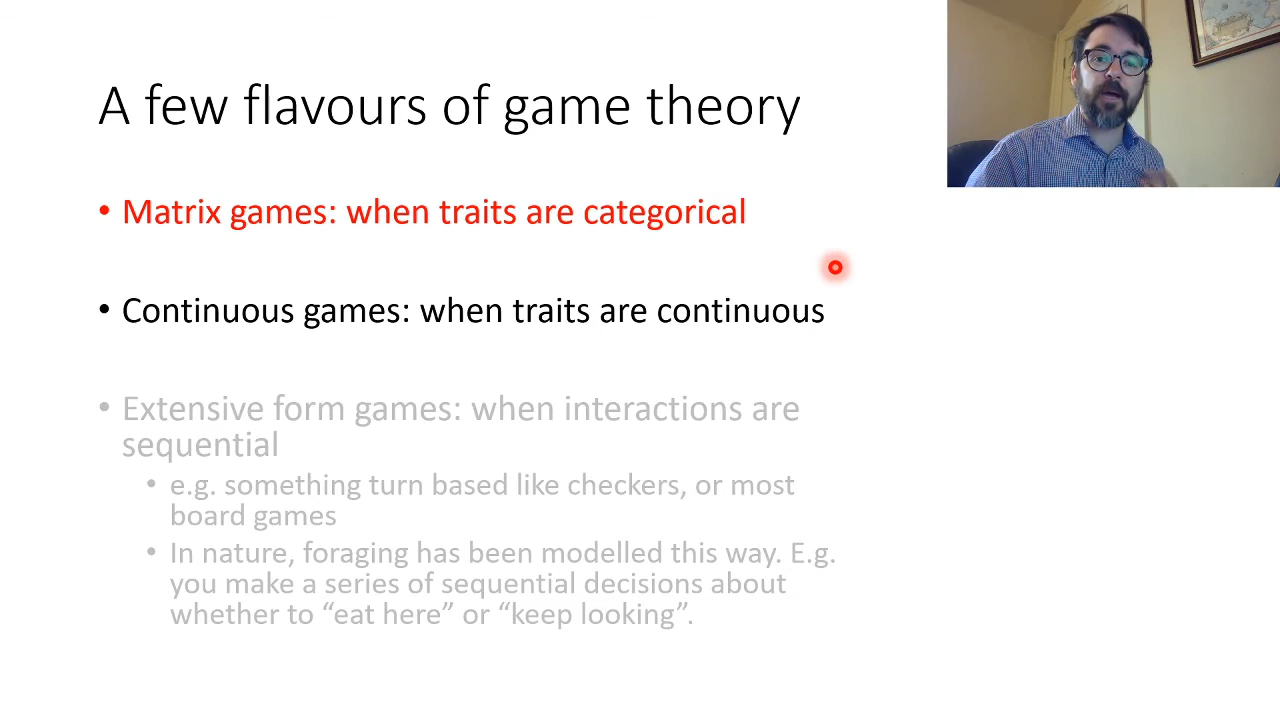 A few flavours of game theory
• Matrix games: when traits are categorical
• Continuous games: when traits are continuous
• Extensive form games: when interactions are
sequential
• e.g. something turn based like checkers, or most
board games
• In nature, foraging has been modelled this way. E.g.
you make a series of sequential decisions about
whether to “eat here” or “keep looking”.